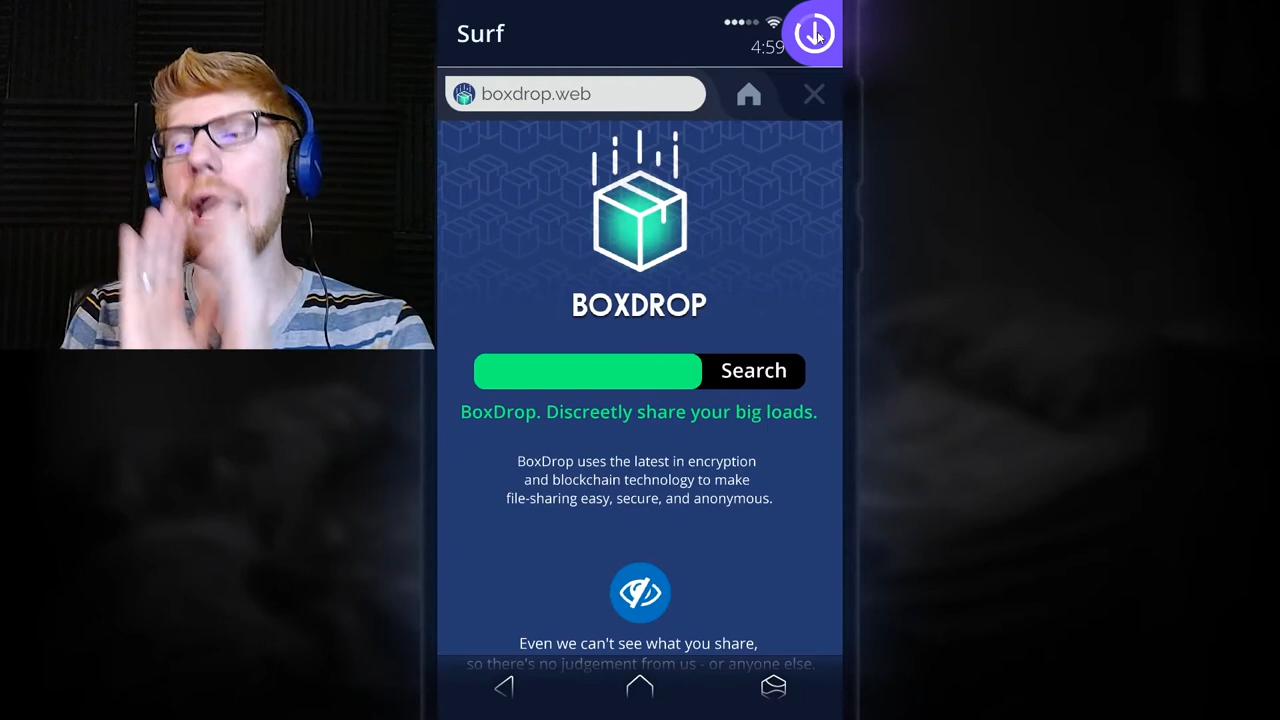 Surf
4:59
boxdrop.web
BOXDROP
Search
BoxDrop. Discreetly share your big loads.
BoxDrop uses the latest in encryption
and blockchain technology to make
file-sharing easy, secure, and anonymous.
Even we can't see what you share,
so there's no judgement from us - or anyone else.